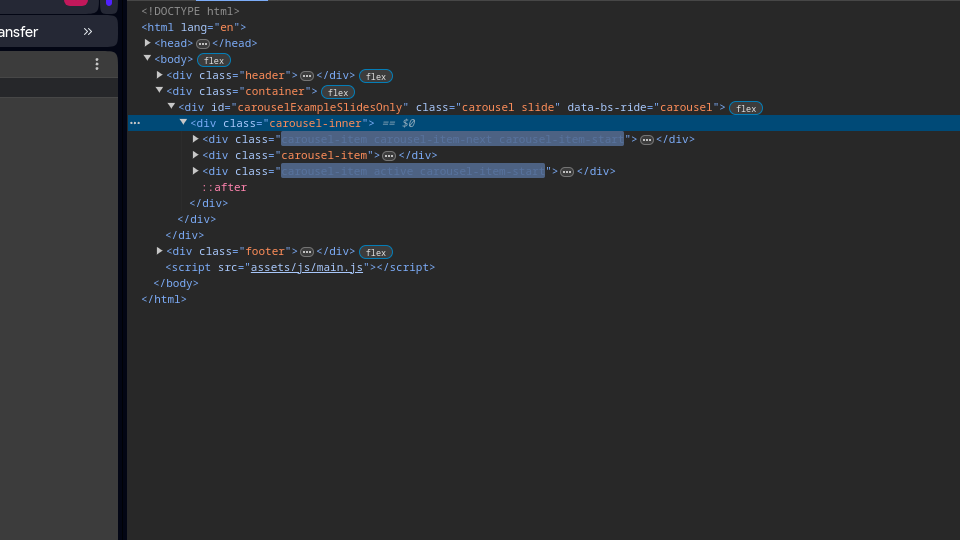 ansfer »
<!DOCTYPE html>
<html lang="en">
<head> ••• </head>
<body> flex
<div class="header"> ••• </div> flex
<div class="container"> flex
<div id="carouselExampleSlidesOnly" class="carousel slide" data-bs-ride="carousel"> flex
••• <div class="carousel-inner"> == $0
<div class="carousel-item carousel-item-next carousel-item-start"> ••• </div>
<div class="carousel-item"> ••• </div>
<div class="carousel-item active carousel-item-start"> ••• </div>
::after
</div>
</div>
</div>
<div class="footer"> ••• </div> flex
<script src="assets/js/main.js"></script>
</body>
</html>